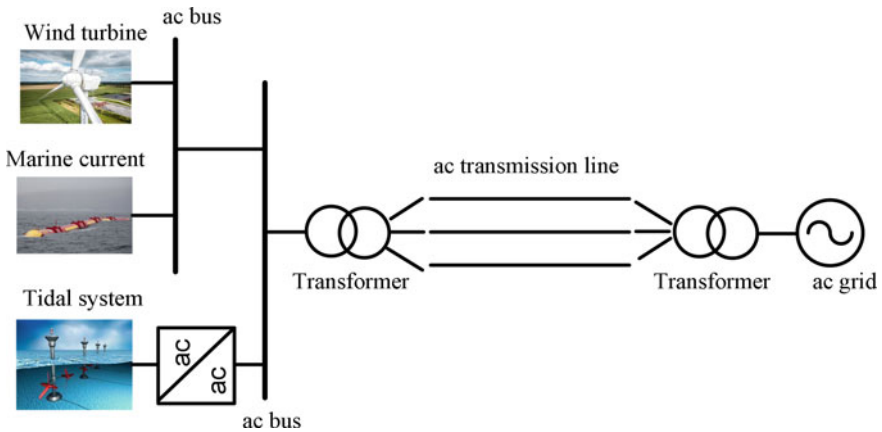 Wind turbine
ac bus
Marine current
ac transmission line
Transformer
Transformer
ac grid
Tidal system
ac
ac
ac bus